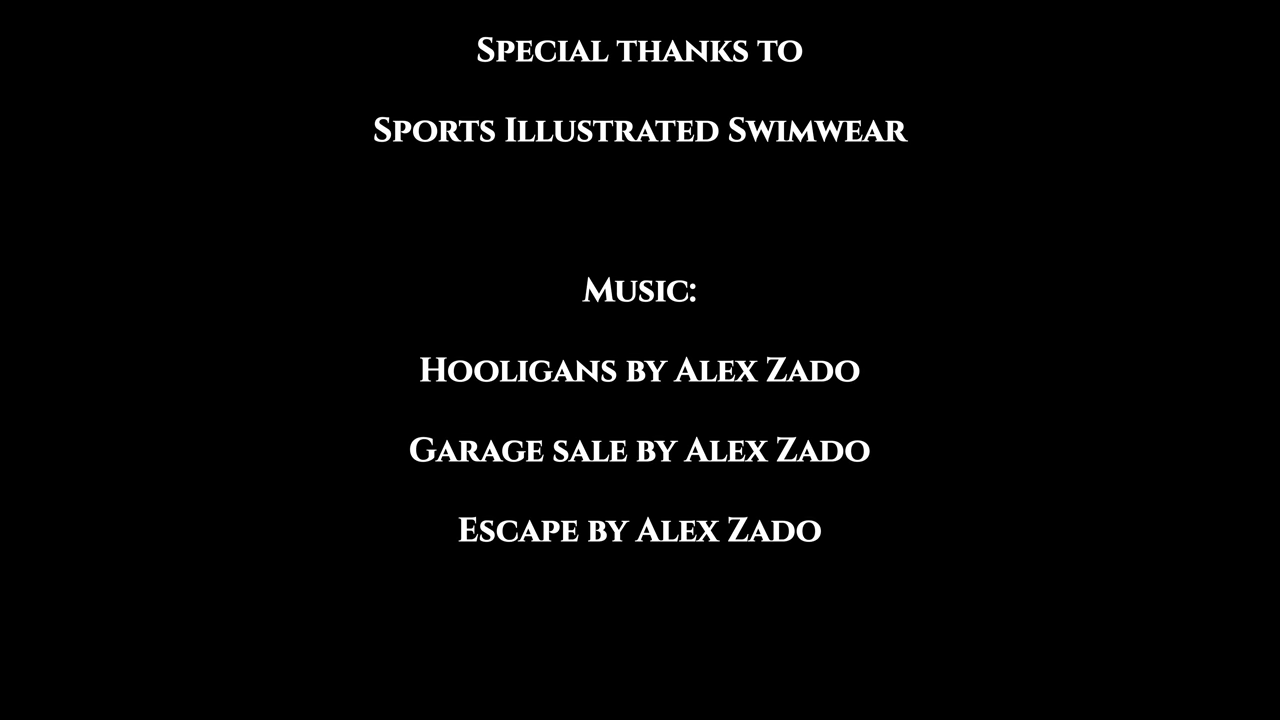 Special thanks to
Sports Illustrated Swimwear
Music:
Hooligans by Alex Zado
Garage sale by Alex Zado
Escape by Alex Zado